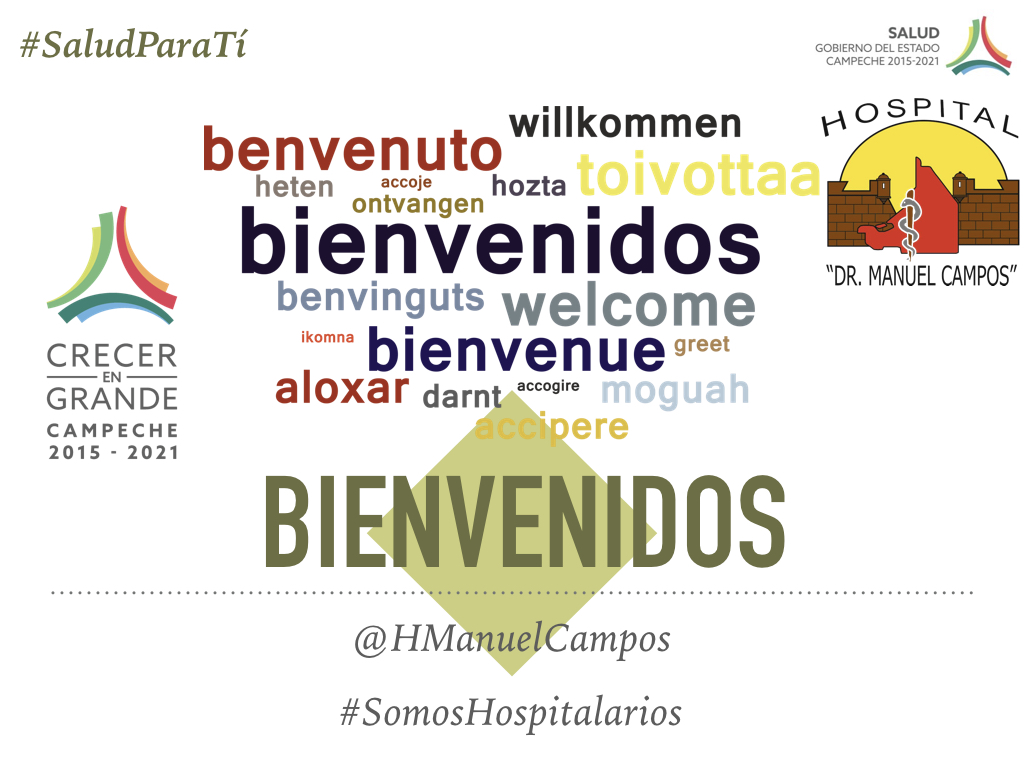 #SaludParaTí
SALUD
GOBIERNO DEL ESTADO
CAMPECHE 2015-2021
HOSPITAL
"DR. MANUEL CAMPOS"
willkommen
benvenuto
toivottaa
heten
accoje
hozta
ontvangen
bienvenidos
benvinguts
welcome
ikomna
bienvenue
greet
aloxar
darnt
accogire
moguah
accipere
CRECER
EN
GRANDE
CAMPECHE
2015 - 2021
BIENVENIDOS
@HManuelCampos
#SomosHospitalarios